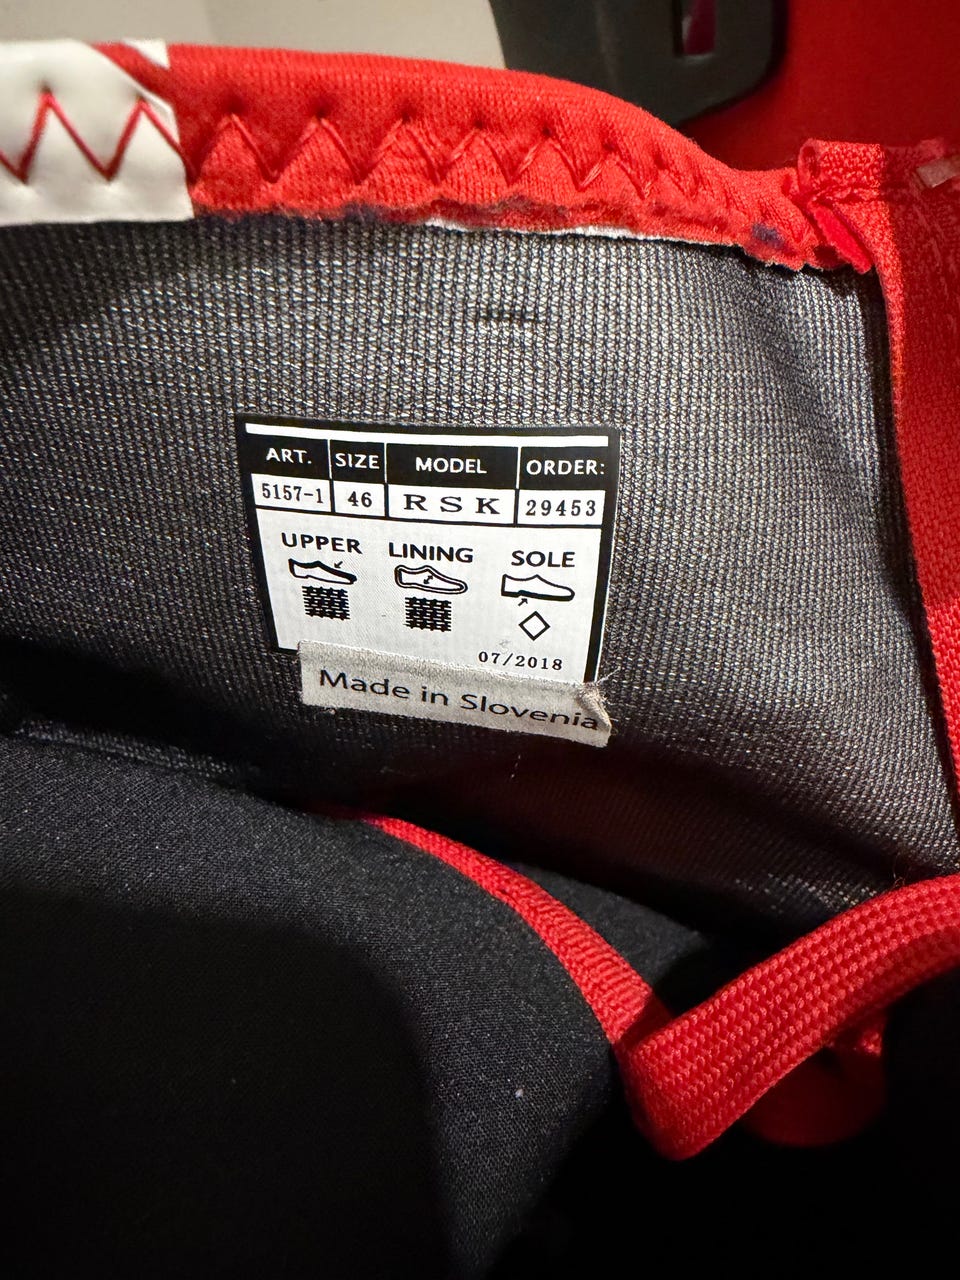 ART. SIZE MODEL ORDER:
5157-1 46 RSK 29453
UPPER LINING SOLE
07/2018
Made in Slovenia